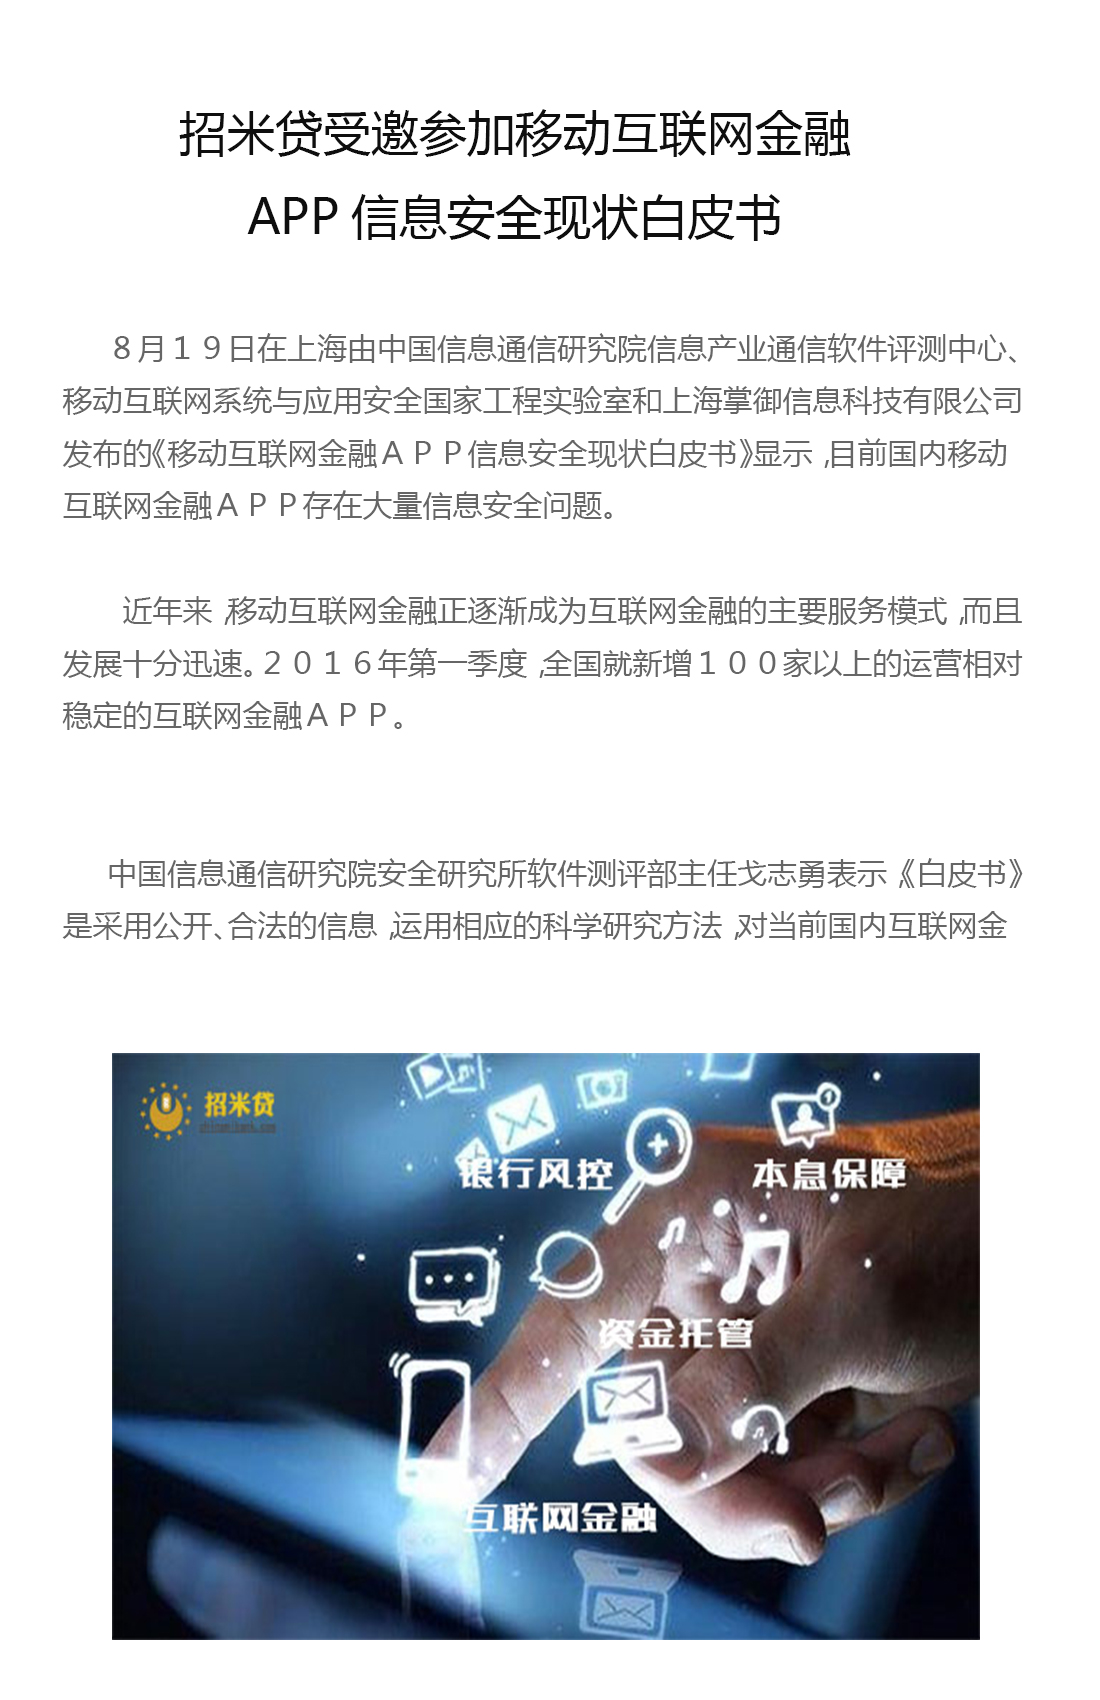 招米贷受邀参加移动互联网金融
APP 信息安全现状白皮书
８月１９日在上海由中国信息通信研究院信息产业通信软件评测中心、
移动互联网系统与应用安全国家工程实验室和上海掌御信息科技有限公司
发布的《移动互联网金融ＡＰＰ信息安全现状白皮书》显示,目前国内移动
互联网金融ＡＰＰ存在大量信息安全问题。
近年来,移动互联网金融正逐渐成为互联网金融的主要服务模式,而且
发展十分迅速。２０１６年第一季度,全国就新增１００家以上的运营相对
稳定的互联网金融ＡＰＰ。
中国信息通信研究院安全研究所软件测评部主任戈志勇表示,《白皮书》
是采用公开、合法的信息,运用相应的科学研究方法,对当前国内互联网金
招米贷
1
银行风控
本息保障
资金托管
互联网金融